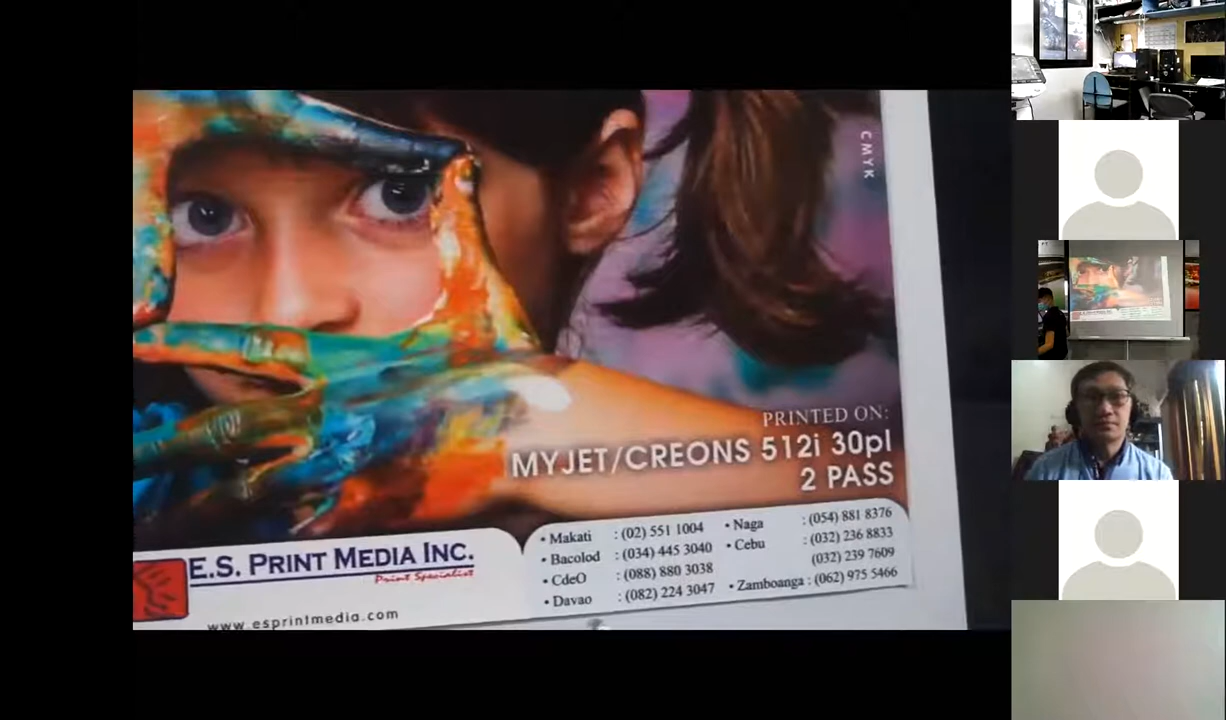 CMYK
PRINTED ON:
MYJET/CREONS 512i 30pl
2 PASS
E.S. PRINT MEDIA INC.
Print Specialist
www.esprintmedia.com
• Makati : (02) 551 1004
• Bacolod : (034) 445 3040
• CdeO : (088) 880 3038
• Davao : (082) 224 3047
• Naga : (054) 881 8376
• Cebu : (032) 236 8833
(032) 239 7609
• Zamboanga : (062) 975 5466